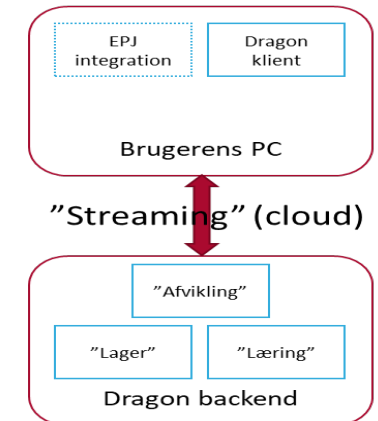 EPJ
integration
Dragon
klient
Brugerens PC
”Streaming” (cloud)
”Afvikling”
”Lager”
”Læring”
Dragon backend